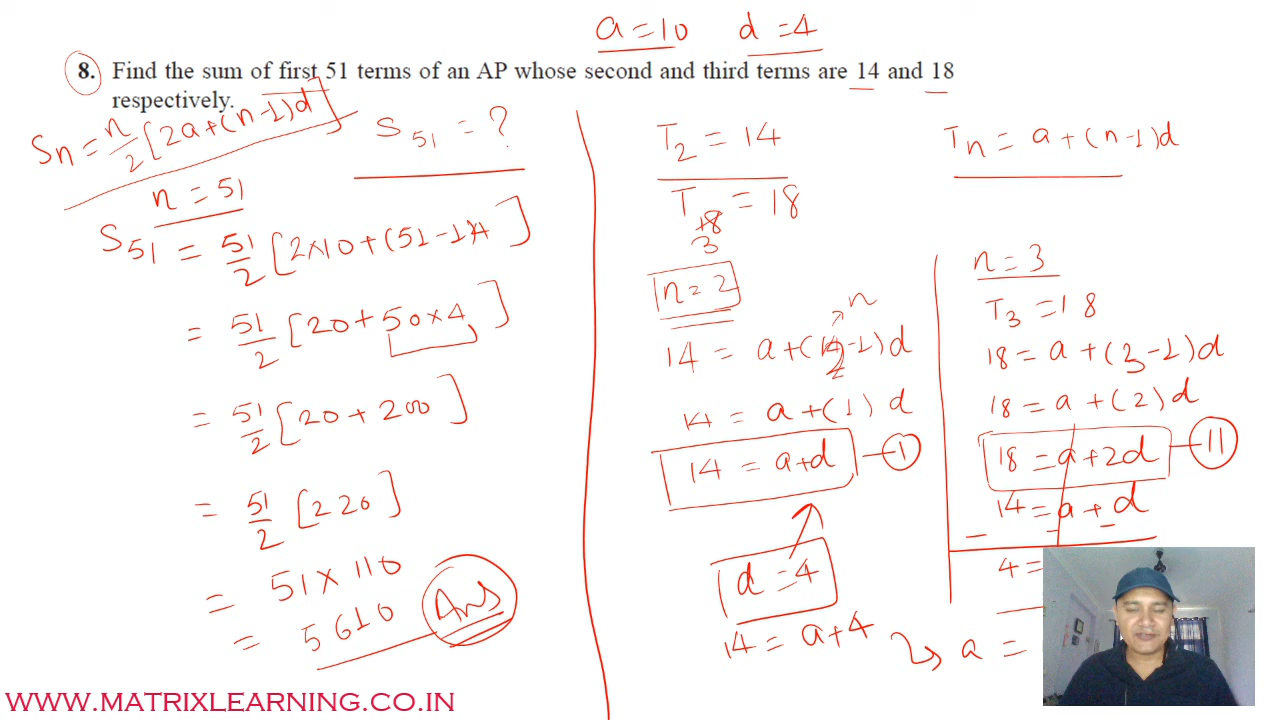 a = 10 d = 4
8. Find the sum of first 51 terms of an AP whose second and third terms are 14 and 18
respectively.
Sn = n/2 [2a+(n-1)d]
S51 = ?
n = 51
S51 = 51/2 [2×10+(51-1)4]
= 51/2 [20+50×4]
= 51/2 [20+200]
= 51/2 [220]
= 51×110
= 5610 Ans
T2 = 14
T3 = 18
n = 2
n
14 = a+(2-1)d
14 = a+(1)d
14 = a+d — I
d = 4
14 = a+4
Tn = a+(n-1)d
n = 3
T3 = 18
18 = a+(3-1)d
18 = a+(2)d
18 = a+2d — II
14 = a+d
- - -
4 =
a =
WWW.MATRIXLEARNING.CO.IN